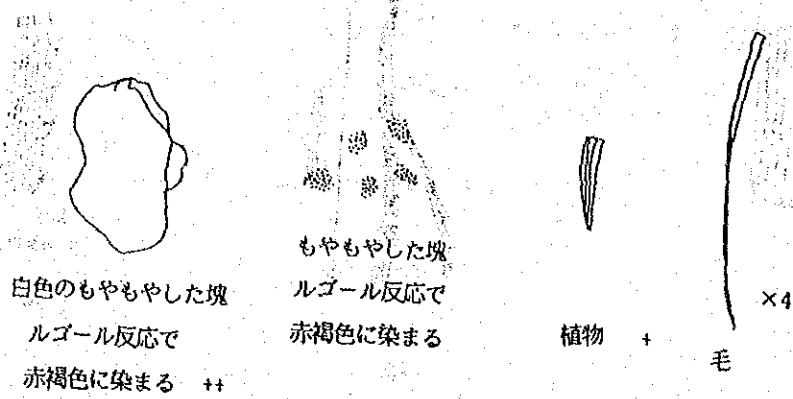 白色のもやもやした塊
ルゴール反応で
赤褐色に染まる ++
もやもやした塊
ルゴール反応で
赤褐色に染まる
植物 +
毛
×4